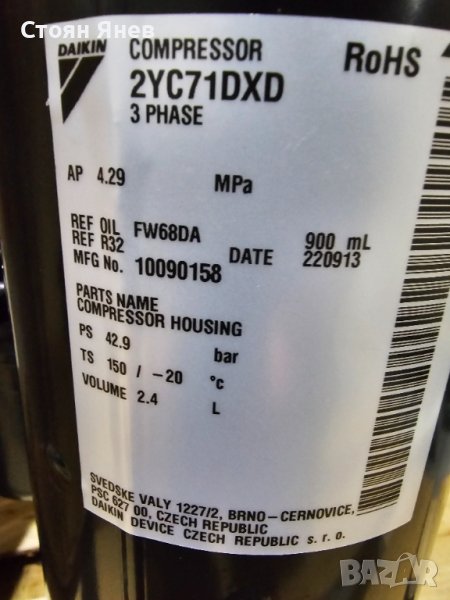 Стоян Янев
DAIKIN
COMPRESSOR
RoHS
2YC71DXD
3 PHASE
AP 4.29 MPa
REF OIL FW68DA 900 mL
REF R32 DATE 220913
MFG No. 10090158
PARTS NAME
COMPRESSOR HOUSING
PS 42.9 bar
TS 150 / -20 °c
VOLUME 2.4 L
SVEDSKE VALY 1227/2, BRNO-CERNOVICE,
PSC 627 00, CZECH REPUBLIC
DAIKIN DEVICE CZECH REPUBLIC s. r. o.
BAZAR